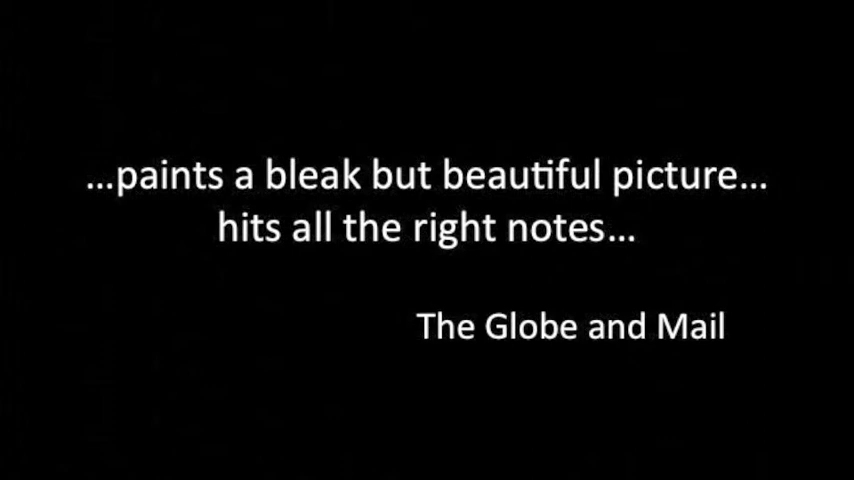 …paints a bleak but beautiful picture…
hits all the right notes…
The Globe and Mail